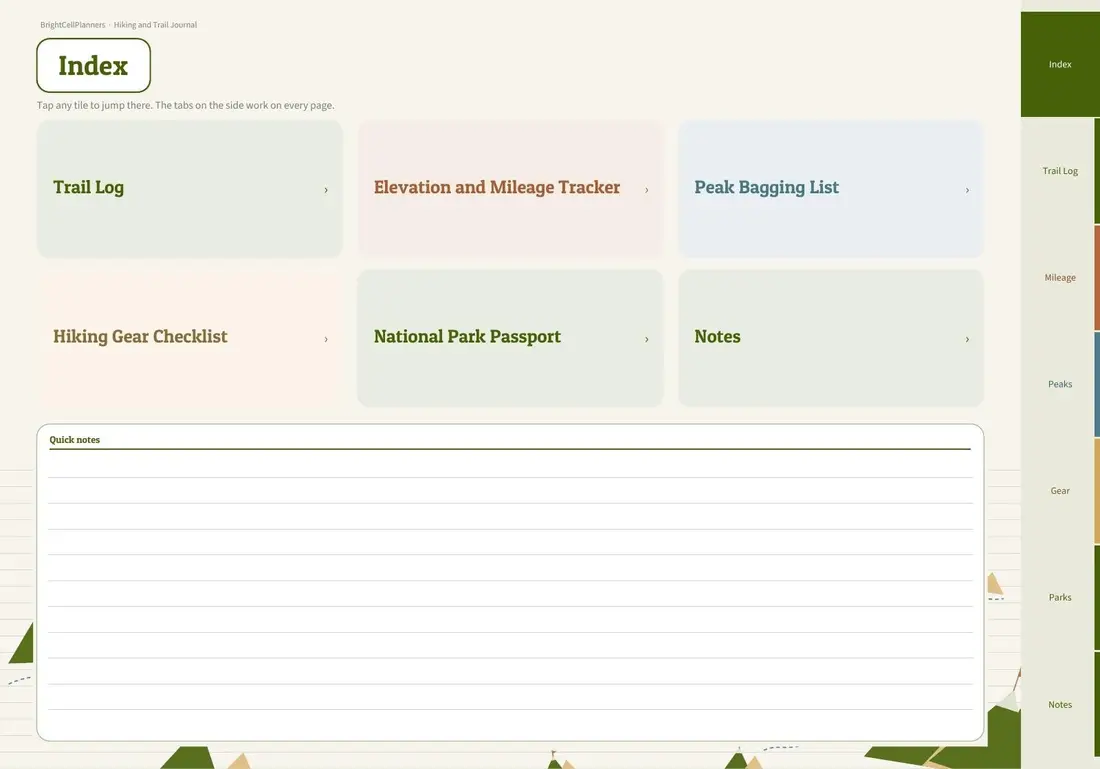 BrightCellPlanners · Hiking and Trail Journal
Index
Tap any tile to jump there. The tabs on the side work on every page.
Trail Log ›
Elevation and Mileage Tracker ›
Peak Bagging List ›
Hiking Gear Checklist ›
National Park Passport ›
Notes ›
Quick notes
Index
Trail Log
Mileage
Peaks
Gear
Parks
Notes